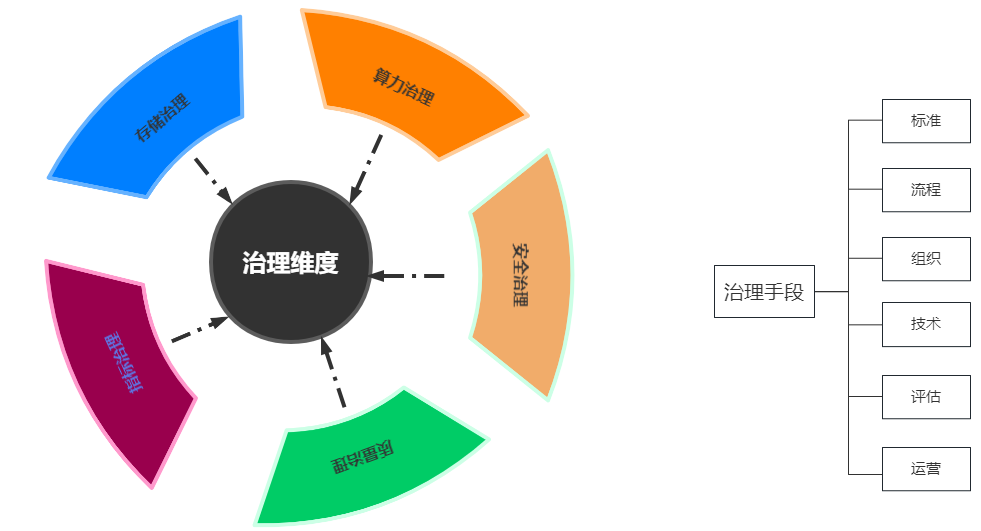 存储治理
算力治理
安全治理
治理维度
指标治理
质量治理
治理手段
标准
流程
组织
技术
评估
运营